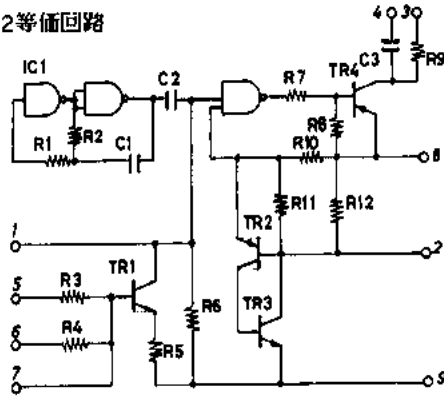 2等価回路
4 3
IC1
C2
R7
TR4
C3
R9
R2
R8
R1
C1
R10
8
R11
R12
TR2
1
2
TR1
5
R3
TR3
R6
6
R4
R5
7
9